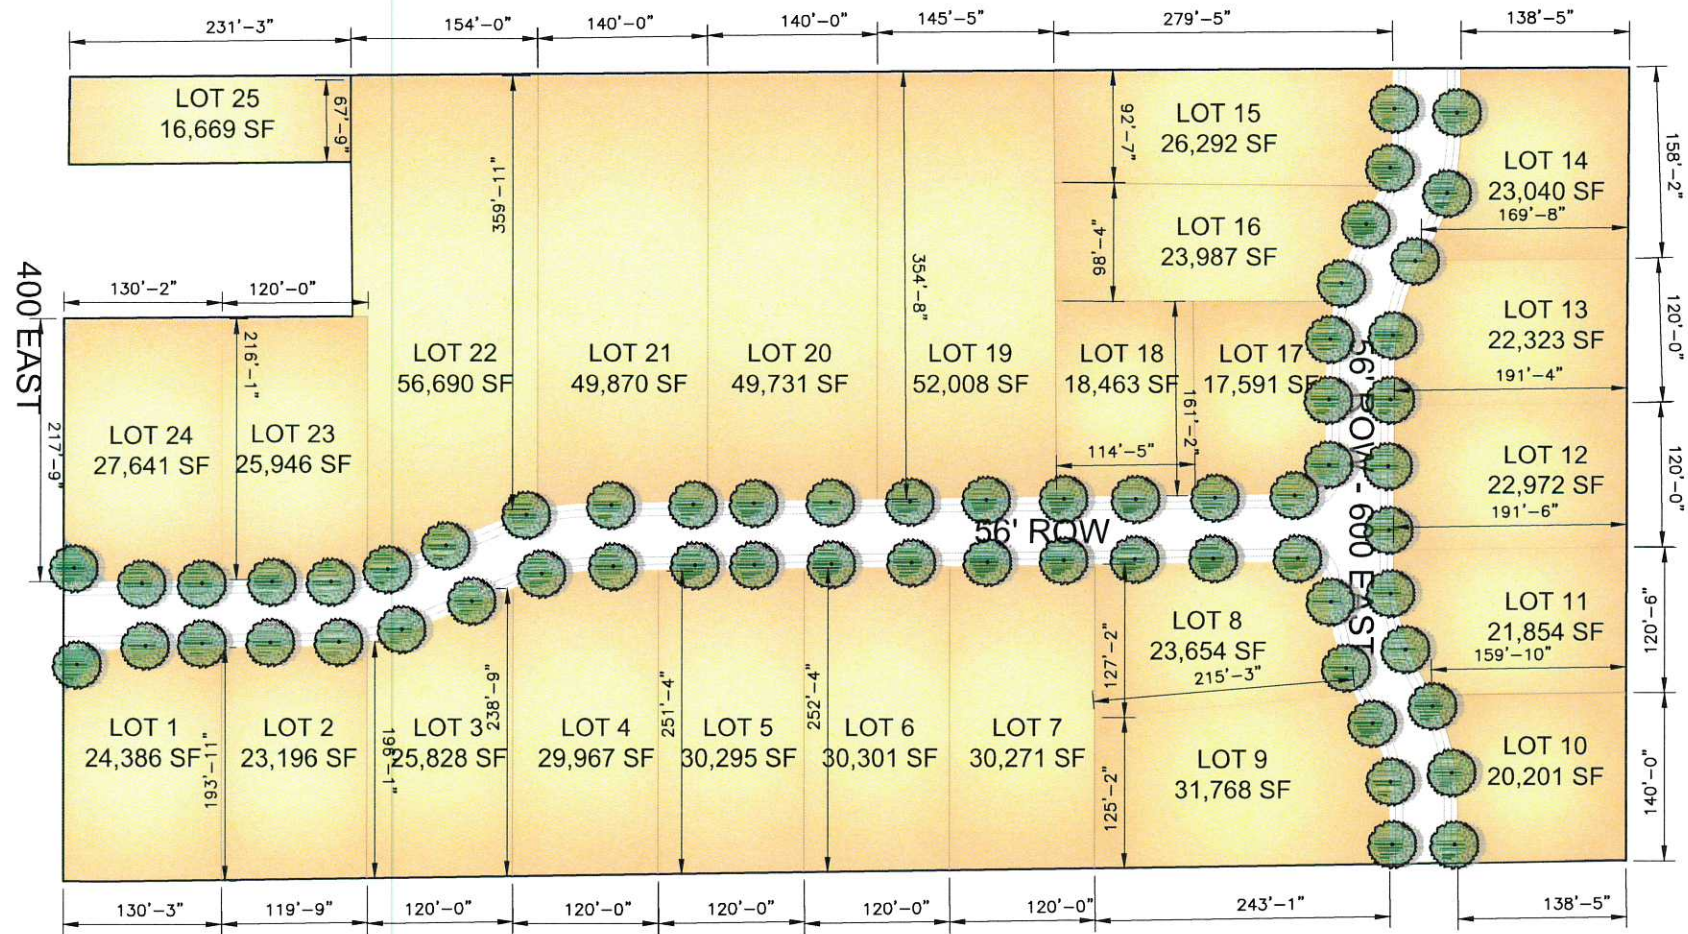 231'-3"
154'-0"
140'-0"
140'-0"
145'-5"
279'-5"
138'-5"
LOT 25
16,669 SF
67'-9"
359'-11"
92'-7"
LOT 15
26,292 SF
LOT 14
23,040 SF
169'-8"
158'-2"
98'-4"
LOT 16
23,987 SF
354'-8"
400 EAST
130'-2"
120'-0"
216'-1"
217'-9"
LOT 24
27,641 SF
LOT 23
25,946 SF
LOT 22
56,690 SF
LOT 21
49,870 SF
LOT 20
49,731 SF
LOT 19
52,008 SF
LOT 18
18,463 SF
LOT 17
17,591 SF
161'-2"
114'-5"
LOT 13
22,323 SF
191'-4"
120'-0"
LOT 12
22,972 SF
191'-6"
120'-0"
56' ROW
56' ROW - 600 EAST
LOT 11
21,854 SF
159'-10"
120'-9"
LOT 8
23,654 SF
215'-3"
127'-2"
125'-2"
LOT 1
24,386 SF
193'-11"
LOT 2
23,196 SF
196'-1"
LOT 3
25,828 SF
238'-9"
LOT 4
29,967 SF
251'-4"
LOT 5
30,295 SF
252'-4"
LOT 6
30,301 SF
LOT 7
30,271 SF
LOT 9
31,768 SF
LOT 10
20,201 SF
140'-0"
130'-3"
119'-9"
120'-0"
120'-0"
120'-0"
120'-0"
120'-0"
243'-1"
138'-5"